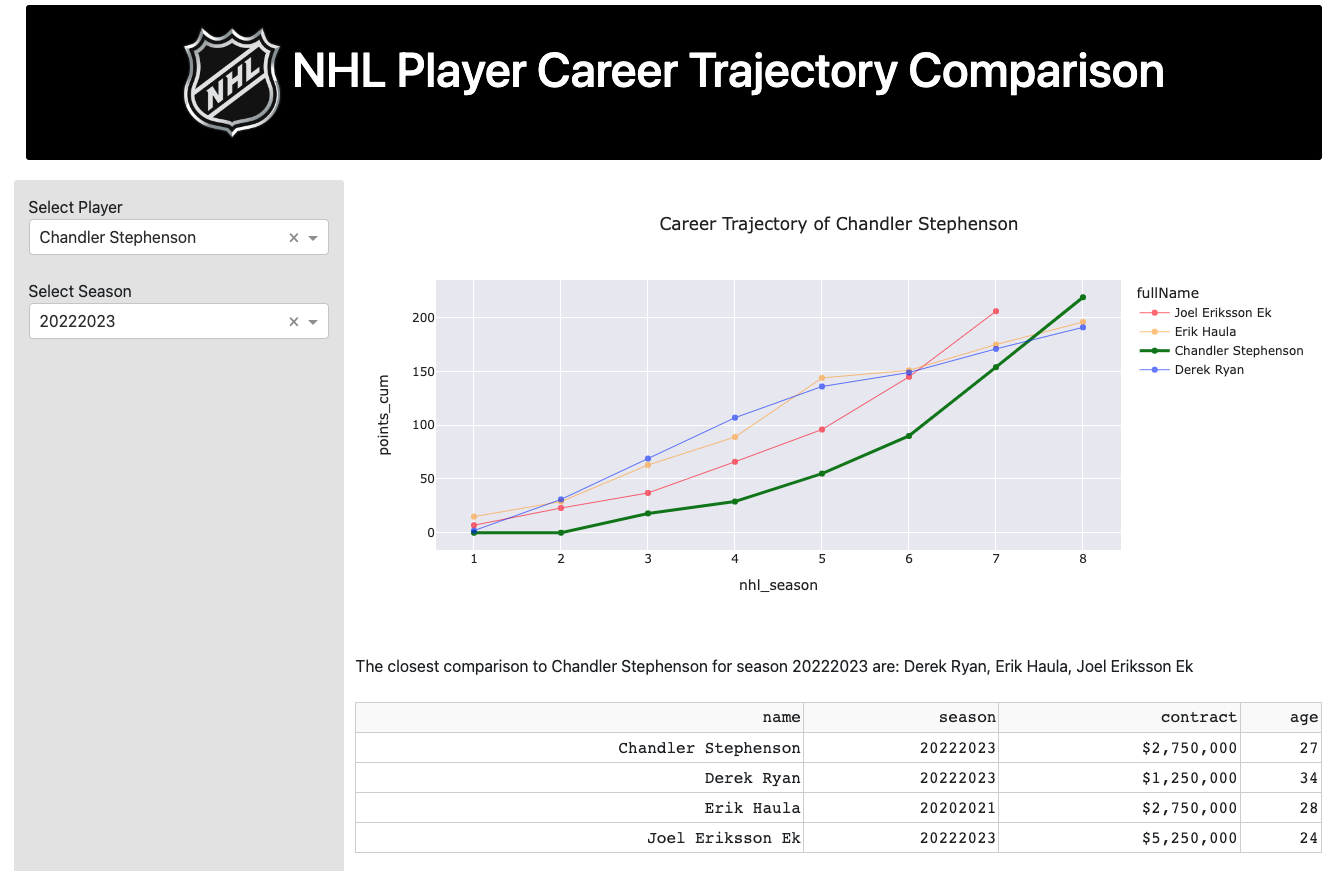 NHL
NHL Player Career Trajectory Comparison
Select Player
Chandler Stephenson
Select Season
20222023
Career Trajectory of Chandler Stephenson
points_cum
200
150
100
50
0
1 2 3 4 5 6 7 8
nhl_season
fullName
Joel Eriksson Ek
Erik Haula
Chandler Stephenson
Derek Ryan
The closest comparison to Chandler Stephenson for season 20222023 are: Derek Ryan, Erik Haula, Joel Eriksson Ek
name season contract age
Chandler Stephenson 20222023 $2,750,000 27
Derek Ryan 20222023 $1,250,000 34
Erik Haula 20202021 $2,750,000 28
Joel Eriksson Ek 20222023 $5,250,000 24